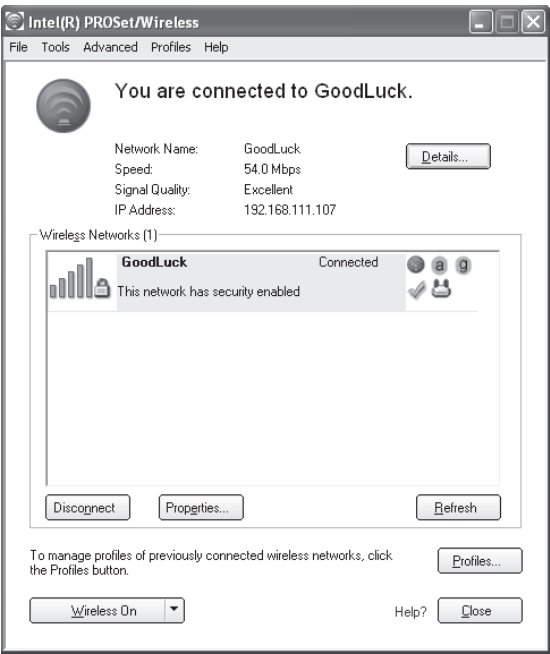 Intel(R) PROSet/Wireless
File Tools Advanced Profiles Help
You are connected to GoodLuck.
Network Name: GoodLuck
Speed: 54.0 Mbps
Signal Quality: Excellent
IP Address: 192.168.111.107
Details...
Wireless Networks (1)
GoodLuck Connected a g
This network has security enabled
Disconnect Properties... Refresh
To manage profiles of previously connected wireless networks, click
the Profiles button.
Profiles...
Wireless On Help? Close